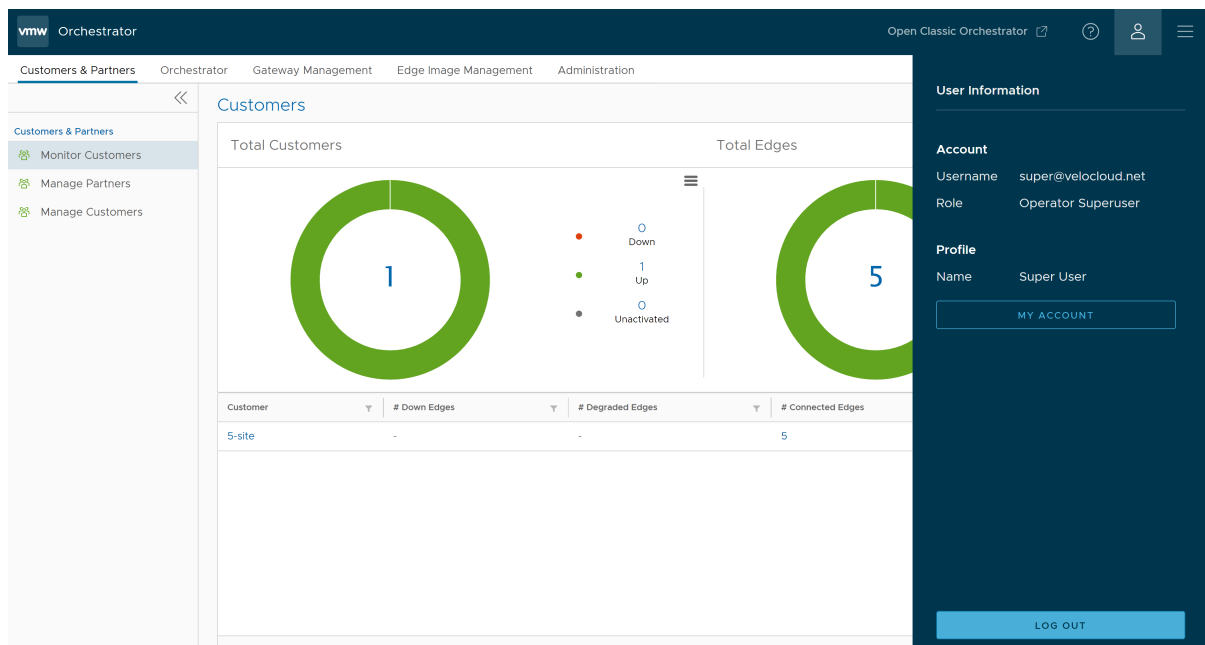 vmw Orchestrator
Open Classic Orchestrator
Customers & Partners Orchestrator Gateway Management Edge Image Management Administration
Customers & Partners
Monitor Customers
Manage Partners
Manage Customers
Customers
Total Customers
1
0
Down
1
Up
0
Unactivated
Total Edges
5
Customer # Down Edges # Degraded Edges # Connected Edges
5-site - - 5
User Information
Account
Username super@velocloud.net
Role Operator Superuser
Profile
Name Super User
MY ACCOUNT
LOG OUT